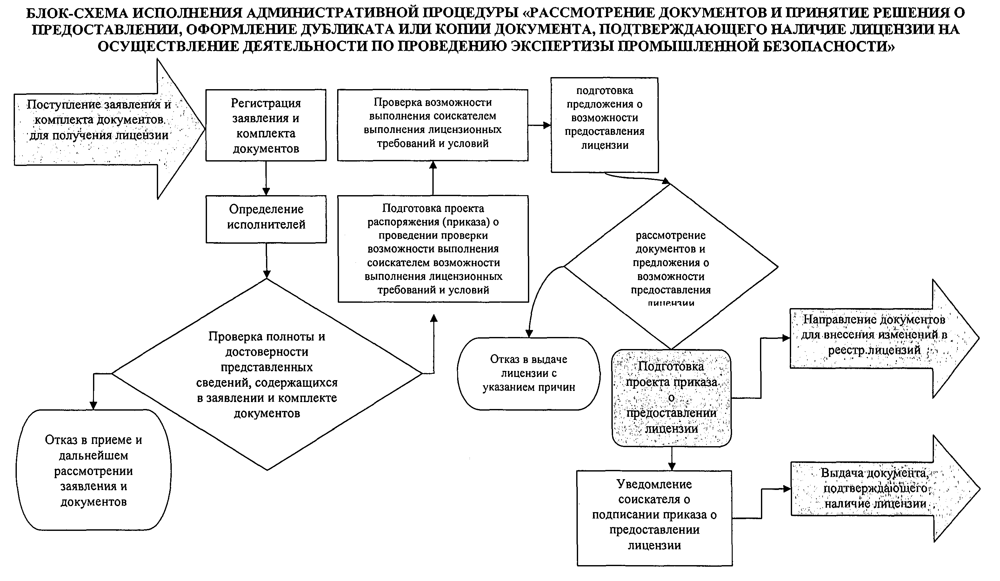 БЛОК-СХЕМА ИСПОЛНЕНИЯ АДМИНИСТРАТИВНОЙ ПРОЦЕДУРЫ «РАССМОТРЕНИЕ ДОКУМЕНТОВ И ПРИНЯТИЕ РЕШЕНИЯ О
ПРЕДОСТАВЛЕНИИ, ОФОРМЛЕНИЕ ДУБЛИКАТА ИЛИ КОПИИ ДОКУМЕНТА, ПОДТВЕРЖДАЮЩЕГО НАЛИЧИЕ ЛИЦЕНЗИИ НА
ОСУЩЕСТВЛЕНИЕ ДЕЯТЕЛЬНОСТИ ПО ПРОВЕДЕНИЮ ЭКСПЕРТИЗЫ ПРОМЫШЛЕННОЙ БЕЗОПАСНОСТИ»
Поступление заявления и
комплекта документов
для получения лицензии
Регистрация
заявления и
комплекта
документов
Определение
исполнителей
Проверка полноты и
достоверности
представленных
сведений, содержащихся
в заявлении и комплекте
документов
Отказ в приеме и
дальнейшем
рассмотрении
заявления и
документов
Подготовка проекта
распоряжения (приказа) о
проведении проверки
возможности выполнения
соискателем возможности
выполнения лицензионных
требований и условий
Проверка возможности
выполнения соискателем
выполнения лицензионных
требований и условий
подготовка
предложения о
возможности
предоставления
лицензии
рассмотрение
документов и
предложения о
возможности
предоставления
лицензии
Отказ в выдаче
лицензии с
указанием причин
Подготовка
проекта приказа
о
предоставлении
лицензии
Направление документов
для внесения изменений в
реестр лицензий
Уведомление
соискателя о
подписании приказа о
предоставлении
лицензии
Выдача документа,
подтверждающего
наличие лицензии